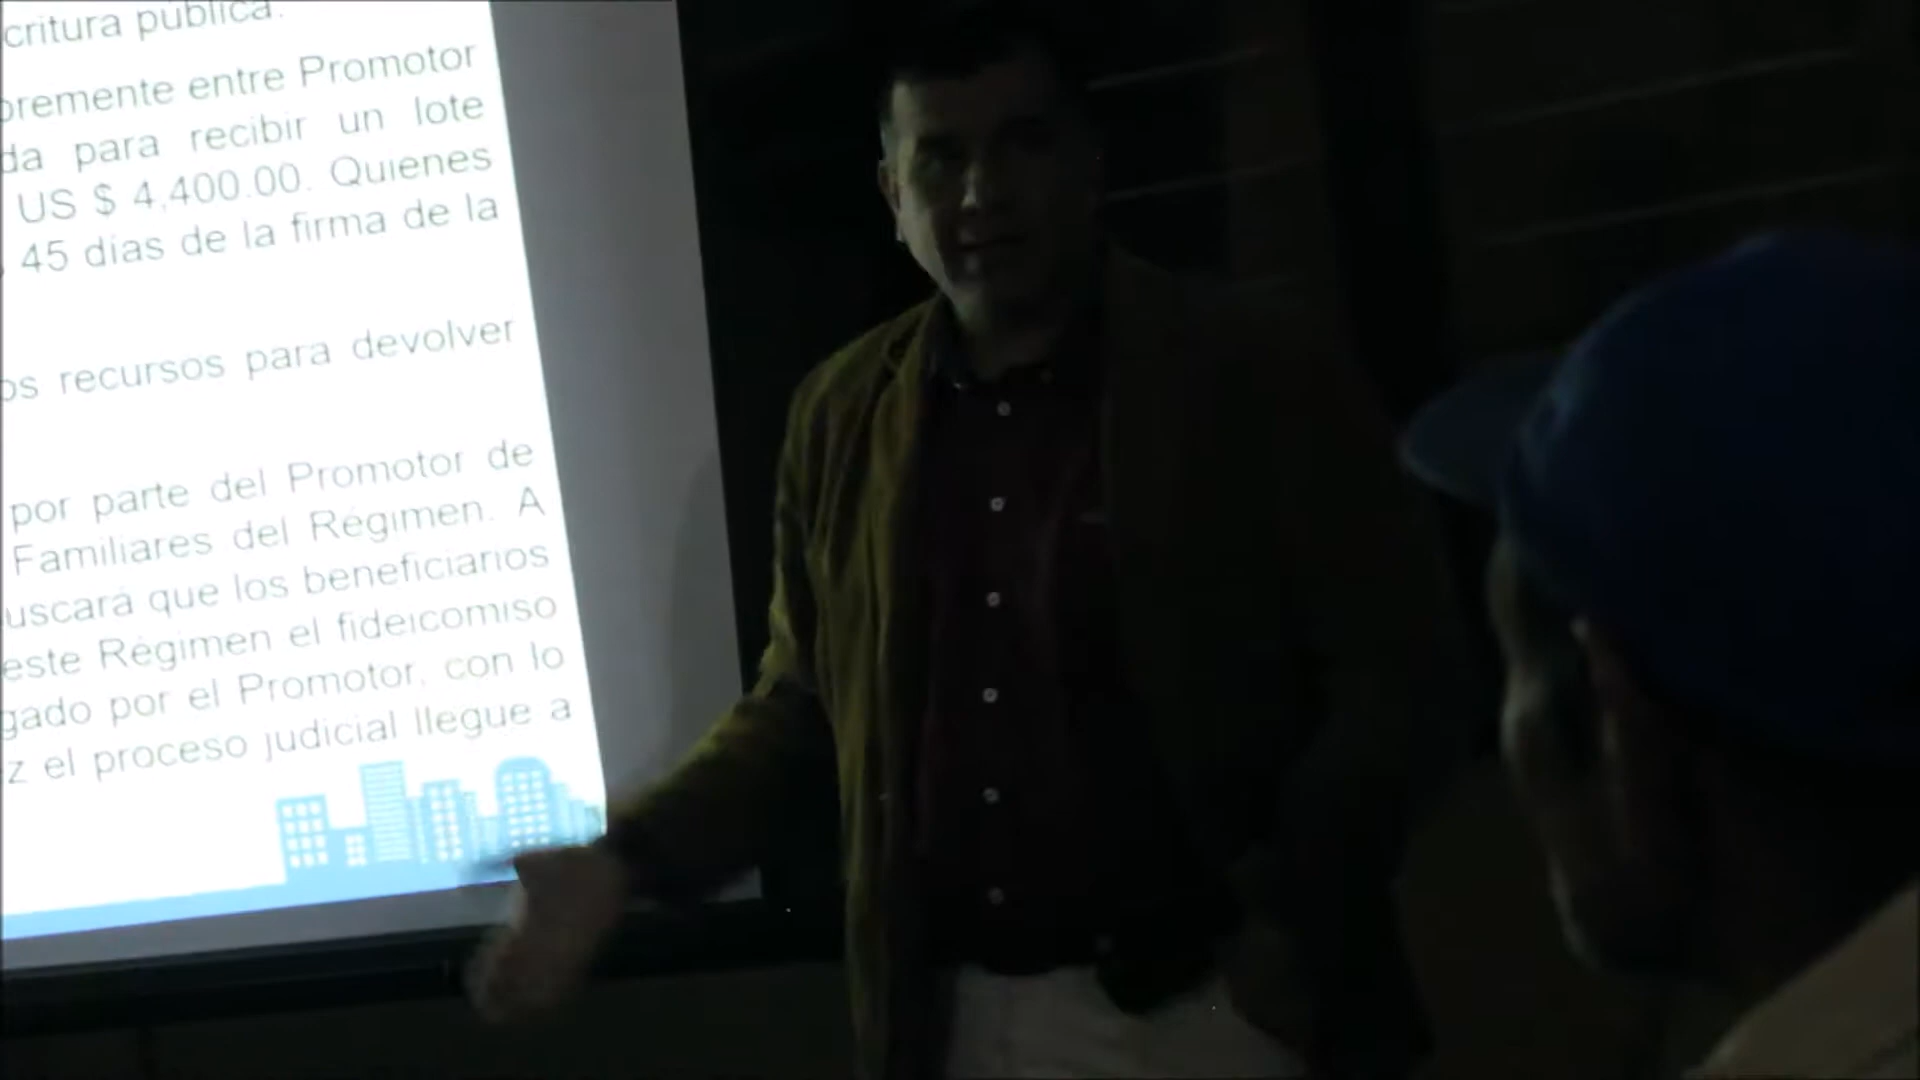 critura pública.
oremente entre Promotor
da para recibir un lote
US $ 4,400.00. Quienes
45 días de la firma de la
os recursos para devolver
por parte del Promotor de
Familiares del Régimen. A
uscará que los beneficiarios
este Régimen el fideicomiso
gado por el Promotor, con lo
z el proceso judicial llegue a